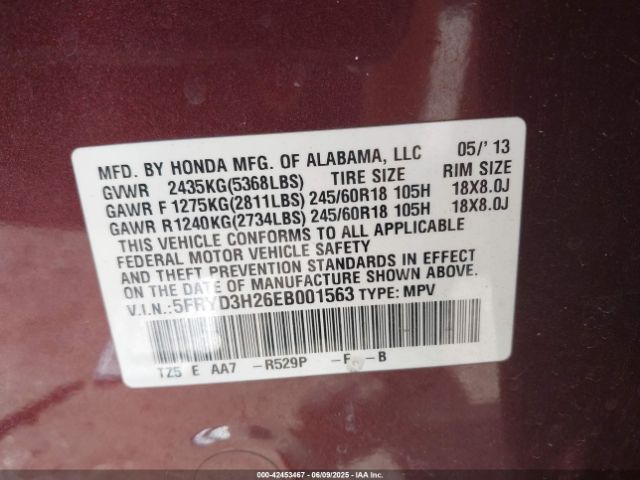 MFD. BY HONDA MFG. OF ALABAMA, LLC 05/' 13
GVWR 2435KG(5368LBS) TIRE SIZE RIM SIZE
GAWR F 1275KG(2811LBS) 245/60R18 105H 18X8.0J
GAWR R1240KG(2734LBS) 245/60R18 105H 18X8.0J
THIS VEHICLE CONFORMS TO ALL APPLICABLE
FEDERAL MOTOR VEHICLE SAFETY
AND THEFT PREVENTION STANDARDS IN EFFECT
ON THE DATE OF MANUFACTURE SHOWN ABOVE.
V.I.N.:5FRYD3H26EB001563 TYPE: MPV
TZ5 E AA7 -R529P -F -B
000-42453467 | 06/09/2025 | IAA Inc.